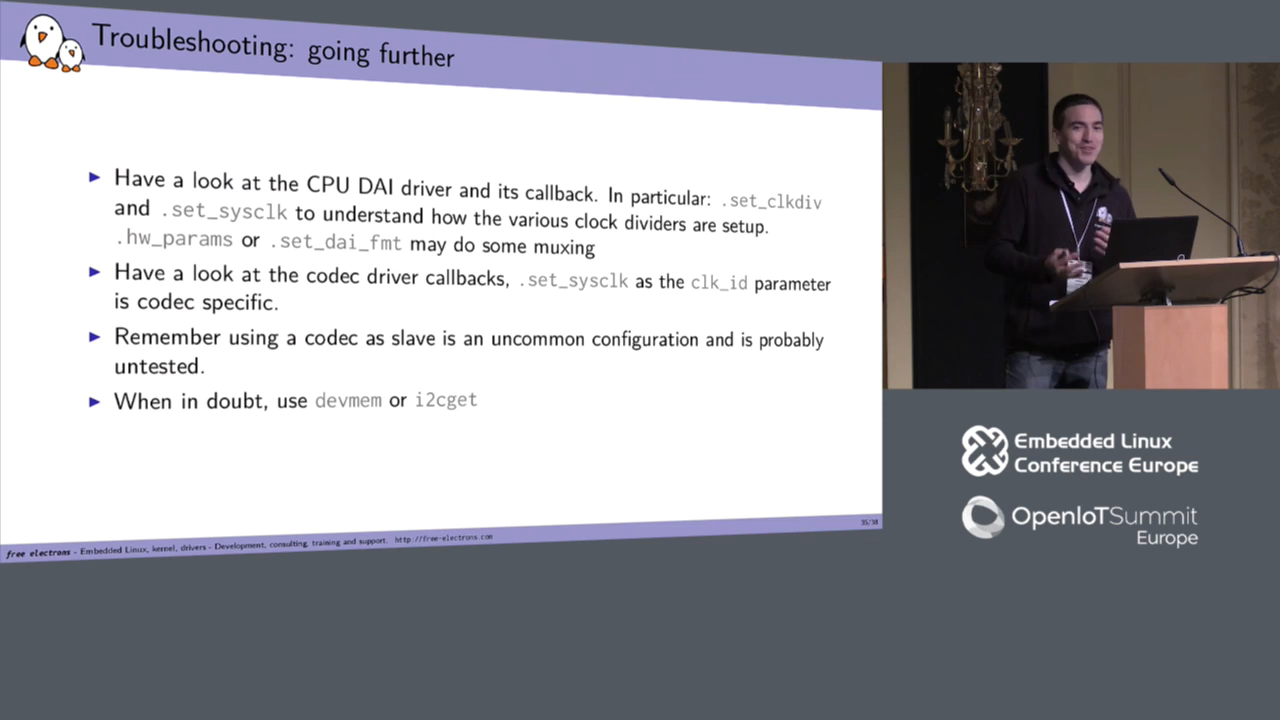 Troubleshooting: going further
▶ Have a look at the CPU DAI driver and its callback. In particular: .set_clkdiv
and .set_sysclk to understand how the various clock dividers are setup.
.hw_params or .set_dai_fmt may do some muxing
▶ Have a look at the codec driver callbacks, .set_sysclk as the clk_id parameter
is codec specific.
▶ Remember using a codec as slave is an uncommon configuration and is probably
untested.
▶ When in doubt, use devmem or i2cget
free electrons - Embedded Linux, kernel, drivers - Development, consulting, training and support. http://free-electrons.com
35/38
Embedded Linux
Conference Europe
OpenIoTSummit
Europe